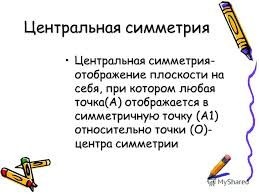 Центральная симметрия
• Центральная симметрия-
отображение плоскости на
себя, при котором любая
точка(А) отображается в
симметричную точку (А1)
относительно точки (О)-
центра симметрии
MyShared